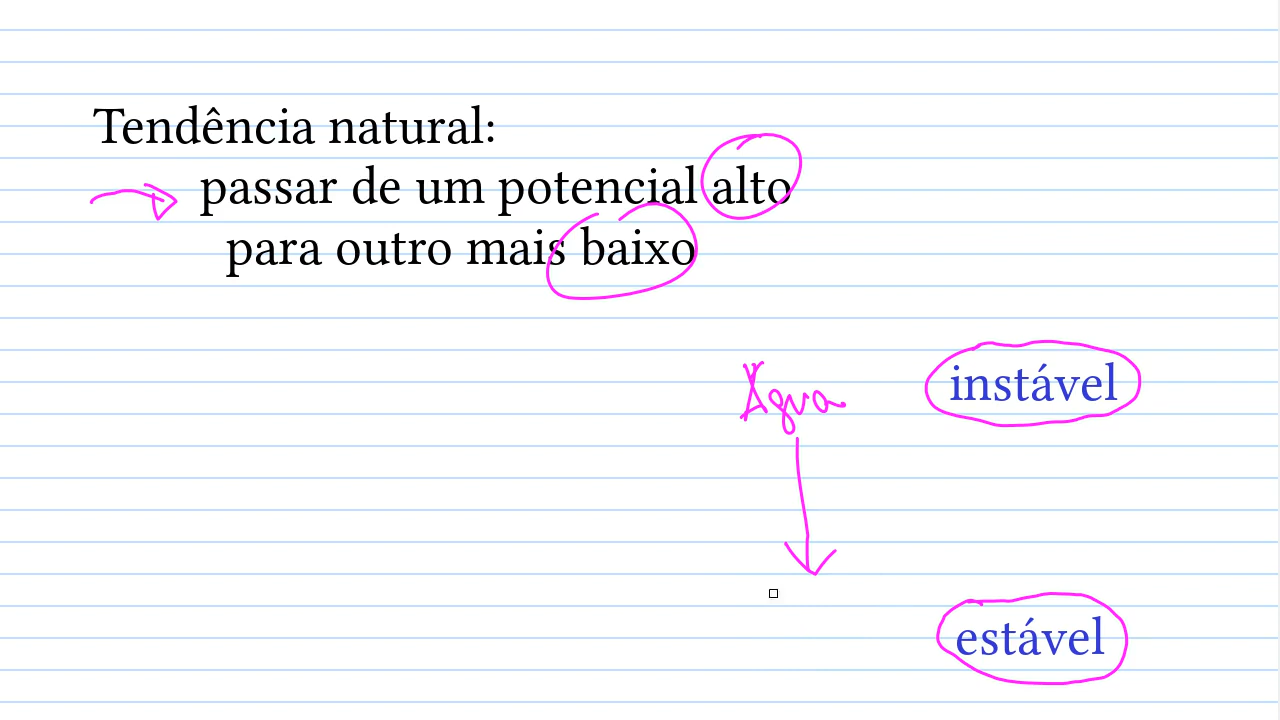 Tendência natural:
passar de um potencial alto
para outro mais baixo
Água
instável
estável